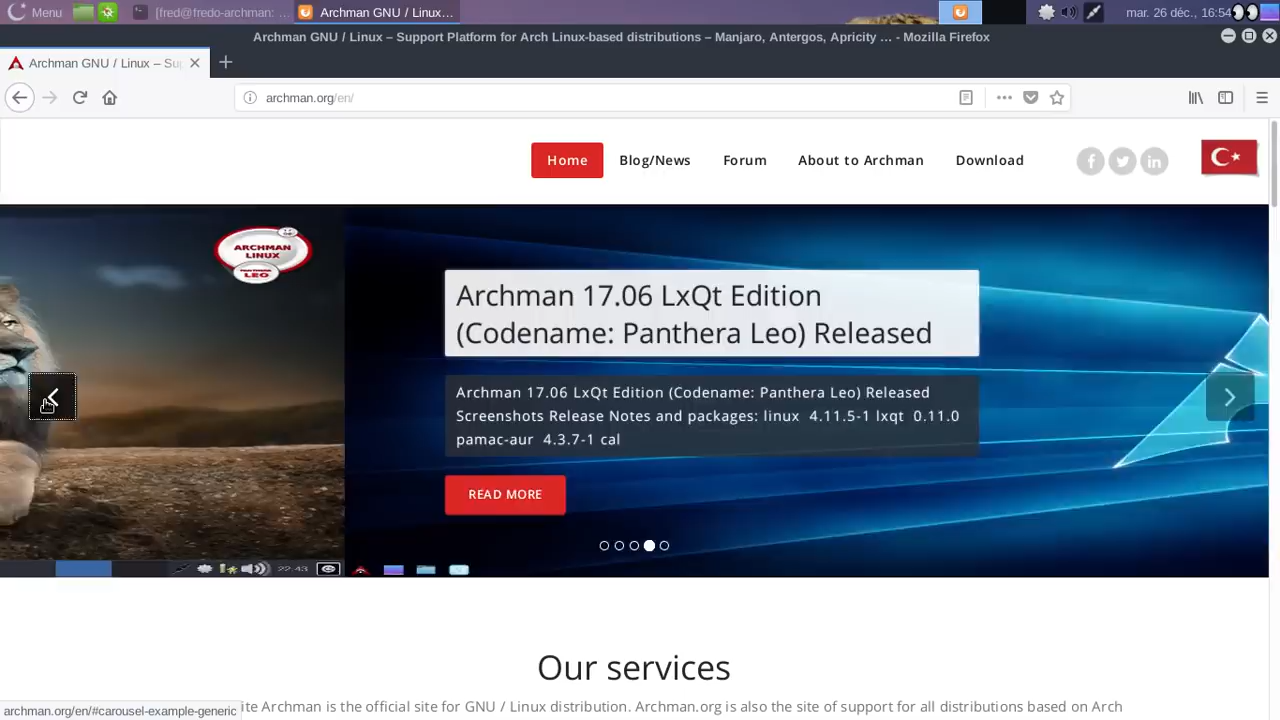 Menu
[fred@fredo-archman: ...
Archman GNU / Linux...
mar. 26 déc., 16:54
Archman GNU / Linux – Support Platform for Arch Linux-based distributions – Manjaro, Antergos, Apricity ... - Mozilla Firefox
Archman GNU / Linux – Sup
archman.org/en/
Home
Blog/News
Forum
About to Archman
Download
ARCHMAN
LINUX
PANTHERA
LEO
Archman 17.06 LxQt Edition
(Codename: Panthera Leo) Released
Archman 17.06 LxQt Edition (Codename: Panthera Leo) Released
Screenshots Release Notes and packages: linux 4.11.5-1 lxqt 0.11.0
pamac-aur 4.3.7-1 cal
READ MORE
22:43
Our services
ite Archman is the official site for GNU / Linux distribution. Archman.org is also the site of support for all distributions based on Arch
archman.org/en/#carousel-example-generic